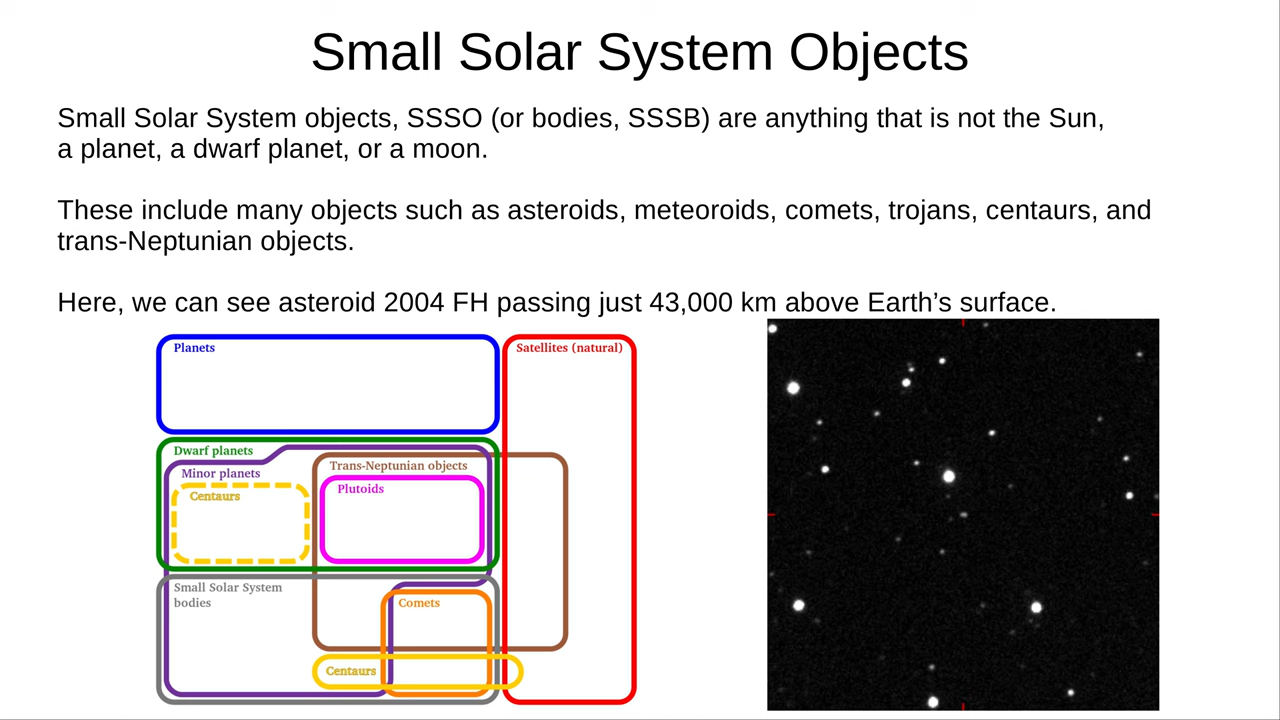 Small Solar System Objects
Small Solar System objects, SSSO (or bodies, SSSB) are anything that is not the Sun,
a planet, a dwarf planet, or a moon.
These include many objects such as asteroids, meteoroids, comets, trojans, centaurs, and
trans-Neptunian objects.
Here, we can see asteroid 2004 FH passing just 43,000 km above Earth’s surface.
Planets
Satellites (natural)
Dwarf planets
Minor planets
Centaurs
Trans-Neptunian objects
Plutoids
Small Solar System
bodies
Comets
Centaurs